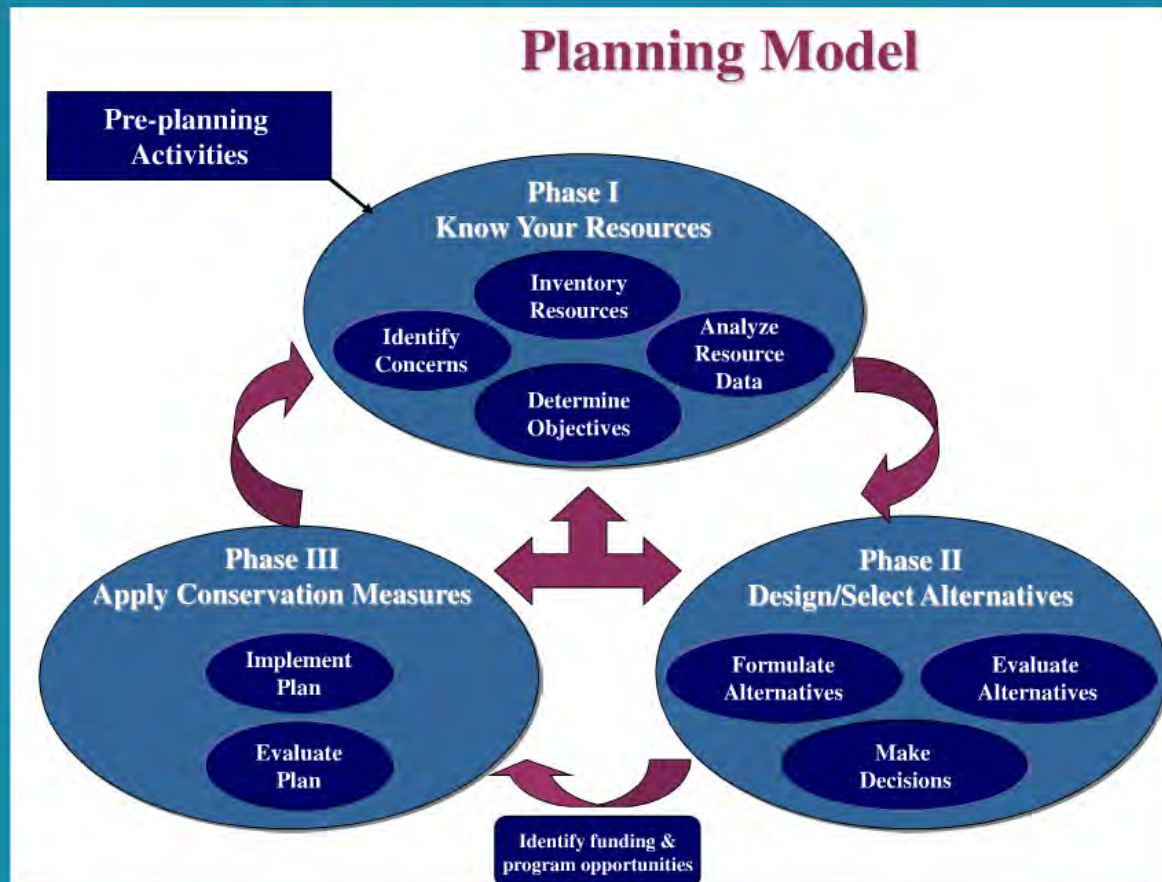 Planning Model
Pre-planning
Activities
Phase I
Know Your Resources
Inventory
Resources
Identify
Concerns
Analyze
Resource
Data
Determine
Objectives
Phase III
Apply Conservation Measures
Implement
Plan
Evaluate
Plan
Phase II
Design/Select Alternatives
Formulate
Alternatives
Evaluate
Alternatives
Make
Decisions
Identify funding &
program opportunities